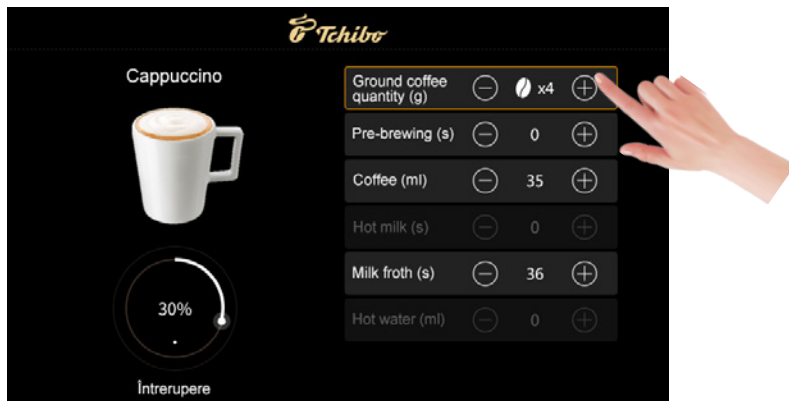 Tchibo
Cappuccino
Ground coffee
quantity (g)
x4
Pre-brewing (s)
0
Coffee (ml)
35
Hot milk (s)
0
Milk froth (s)
36
Hot water (ml)
0
30%
Întrerupere